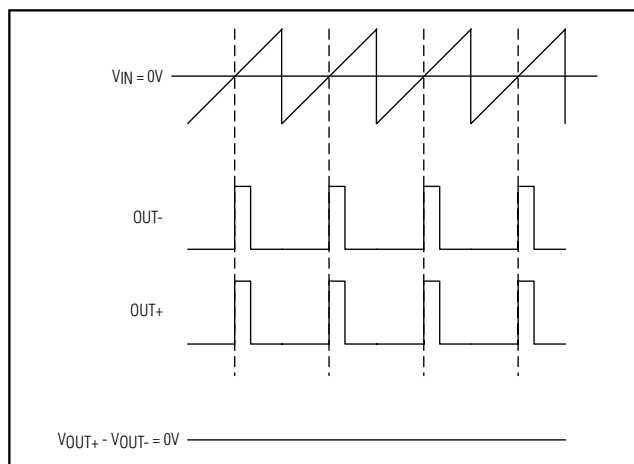 VIN = 0V
OUT-
OUT+
VOUT+ - VOUT- = 0V